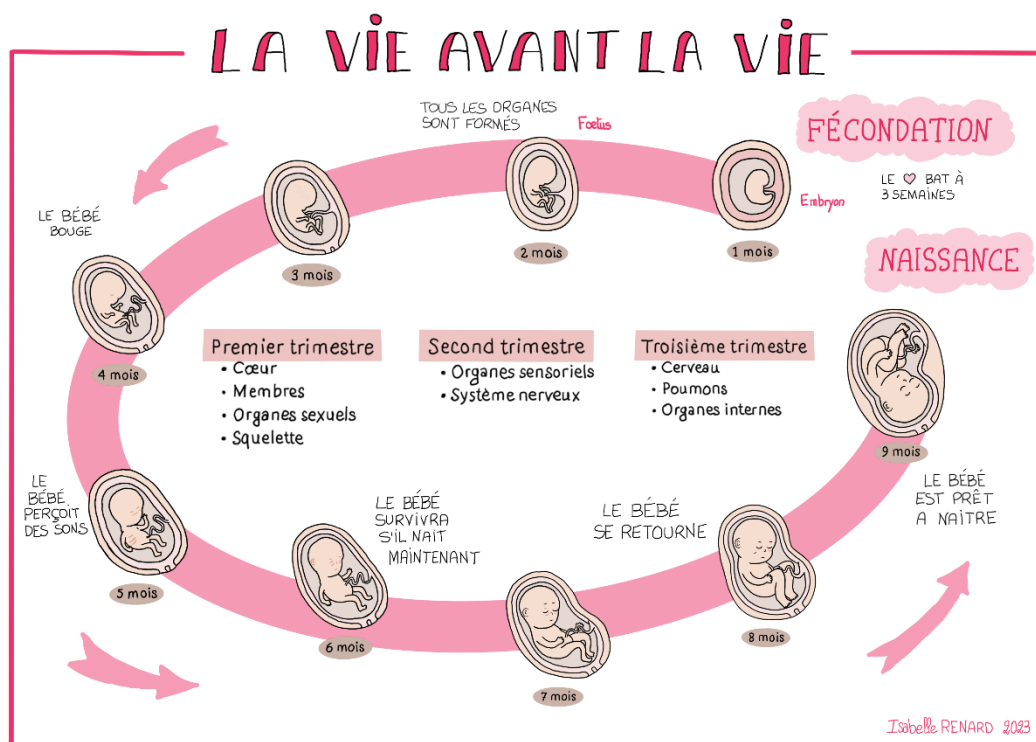 LA VIE AVANT LA VIE
FÉCONDATION
LE BAT À
3 SEMAINES
Embryon
1 mois
TOUS LES ORGANES
SONT FORMÉS
Fœtus
2 mois
3 mois
LE BÉBÉ
BOUGE
4 mois
NAISSANCE
Premier trimestre
• Cœur
• Membres
• Organes sexuels
• Squelette
Second trimestre
• Organes sensoriels
• Système nerveux
Troisième trimestre
• Cerveau
• Poumons
• Organes internes
LE
BÉBÉ
PERÇOIT
DES SONS
5 mois
LE BÉBÉ
SURVIVRA
S'IL NAIT
MAINTENANT
6 mois
7 mois
LE BÉBÉ
SE RETOURNE
8 mois
9 mois
LE BÉBÉ
EST PRÊT
A NAITRE
Isabelle RENARD 2023